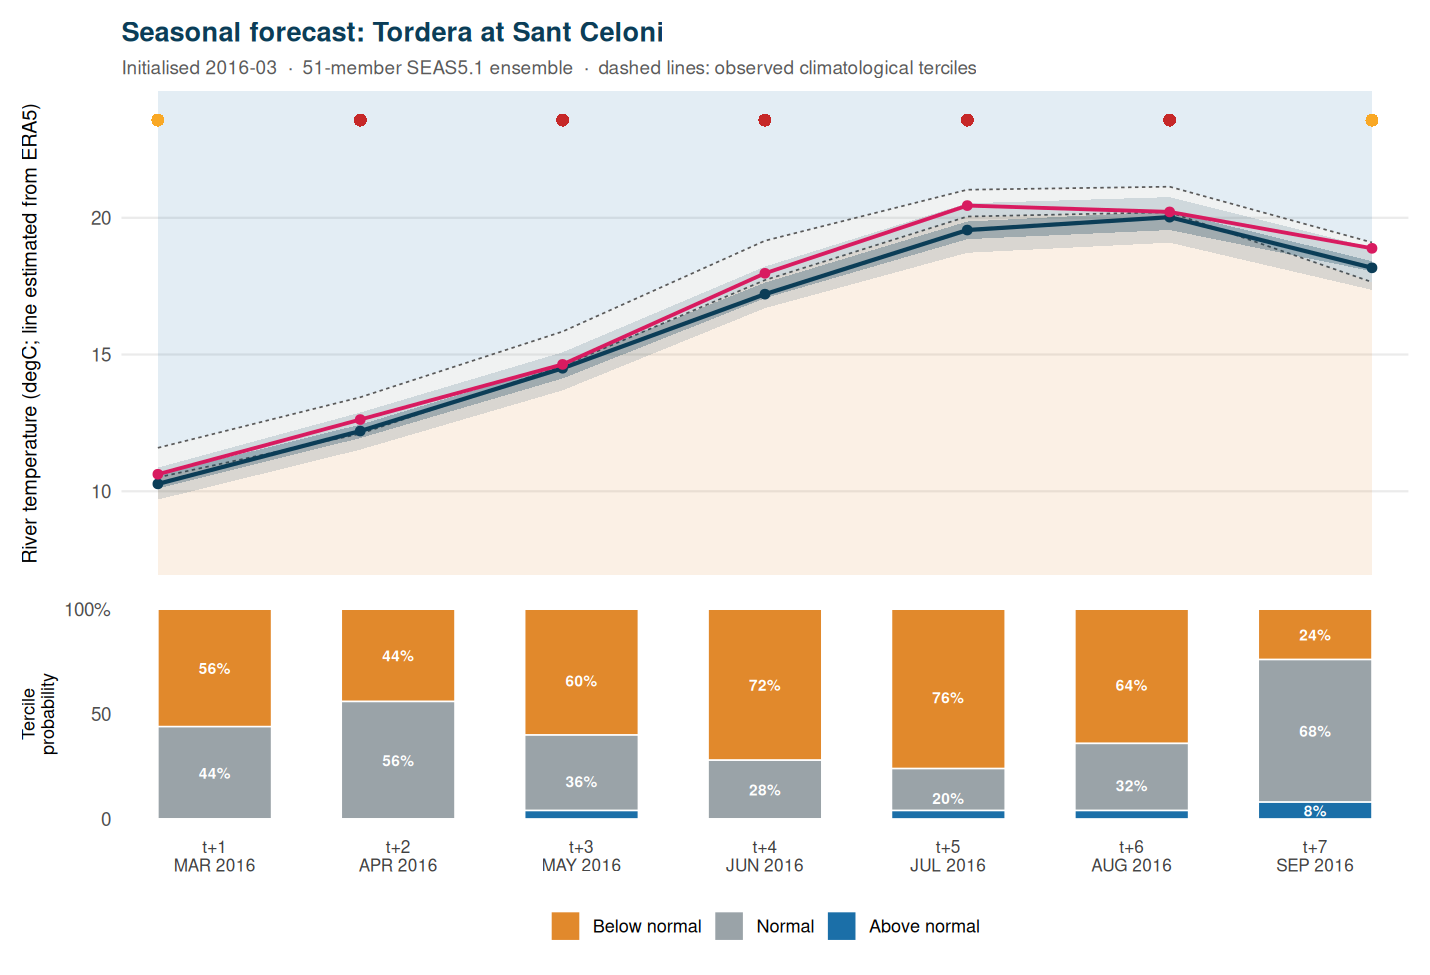 Seasonal forecast: Tordera at Sant Celoni
Initialised 2016-03 · 51-member SEAS5.1 ensemble · dashed lines: observed climatological terciles
River temperature (degC; line estimated from ERA5)
20
15
10
Tercile
probability
100%
50
0
56%
44%
44%
56%
60%
36%
72%
28%
76%
20%
64%
32%
24%
68%
8%
t+1
MAR 2016
t+2
APR 2016
t+3
MAY 2016
t+4
JUN 2016
t+5
JUL 2016
t+6
AUG 2016
t+7
SEP 2016
Below normal
Normal
Above normal